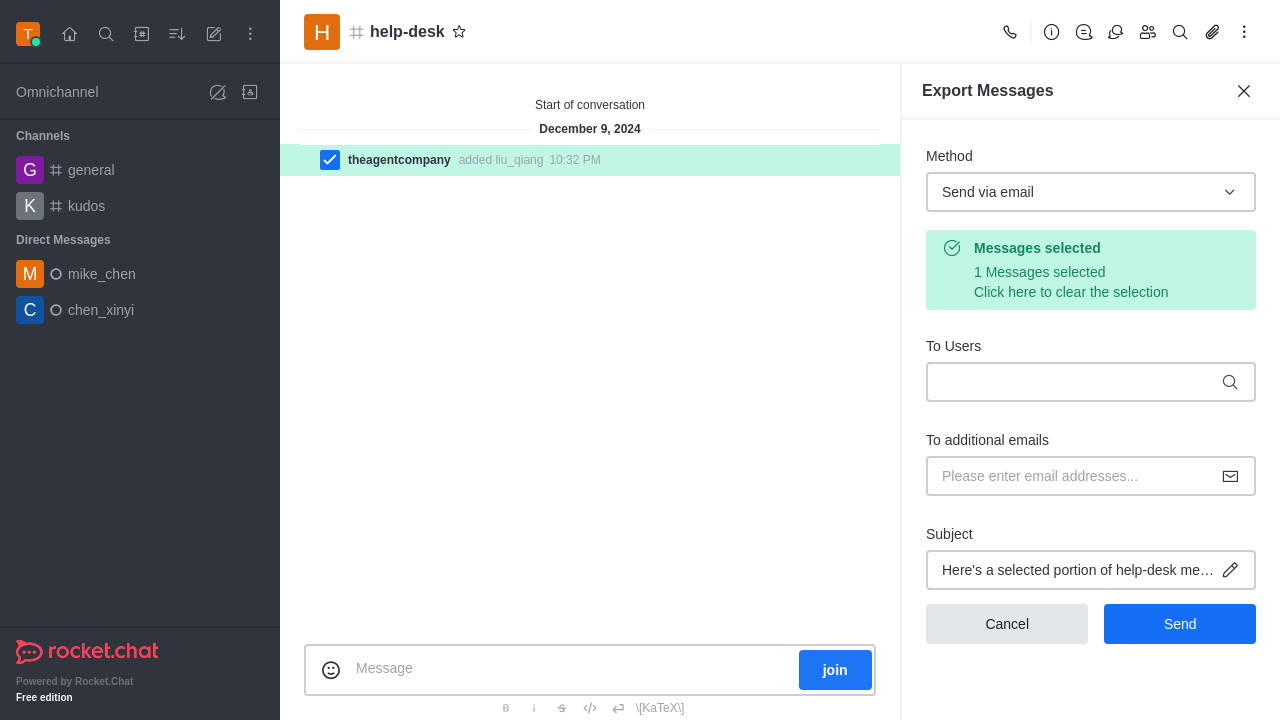 T
Omnichannel
Channels
G general
K kudos
Direct Messages
M mike_chen
C chen_xinyi
rocket.chat
Powered by Rocket.Chat
Free edition
H help-desk
Start of conversation
December 9, 2024
theagentcompany added liu_qiang 10:32 PM
Message
join
B i S \[KaTeX\]
Export Messages
Method
Send via email
Messages selected
1 Messages selected
Click here to clear the selection
To Users
To additional emails
Please enter email addresses...
Subject
Here's a selected portion of help-desk me…
Cancel Send